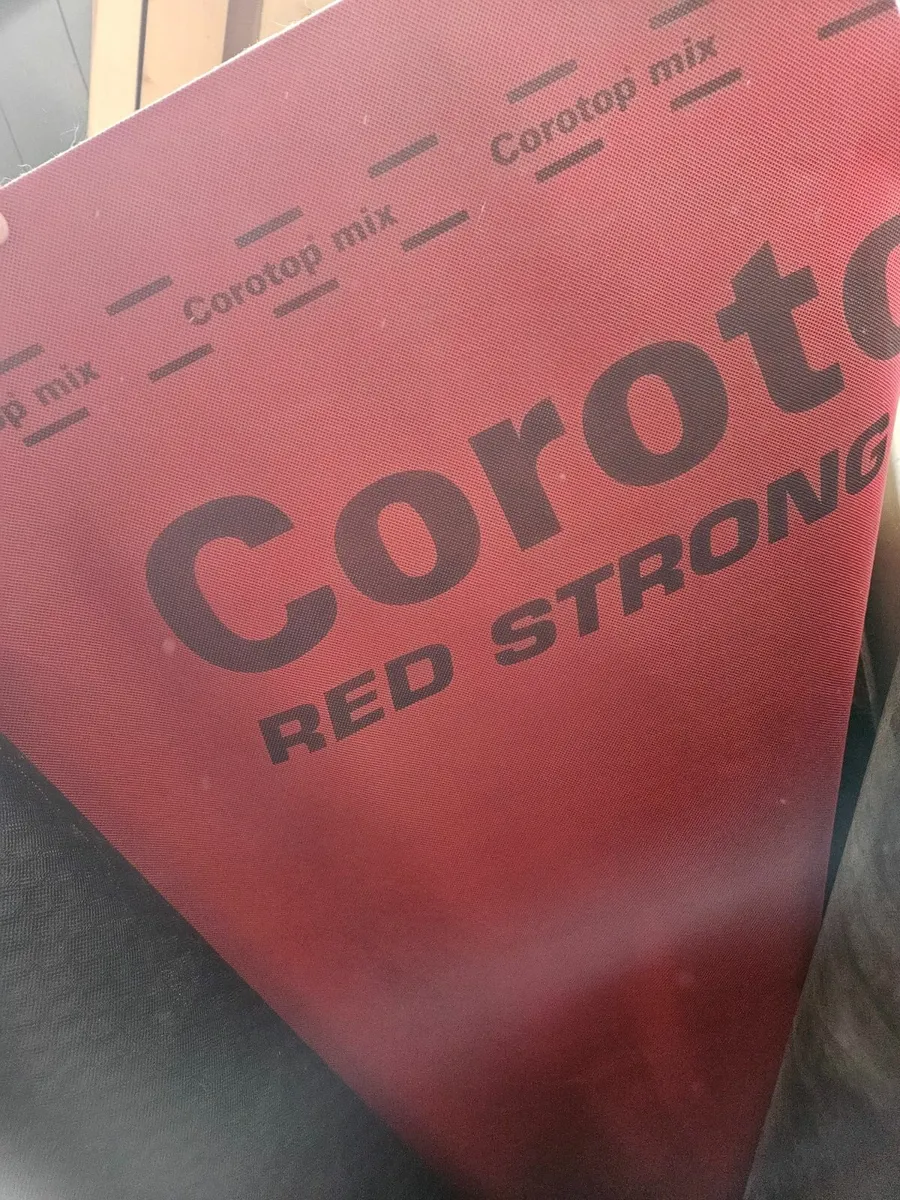 Corotop mix
Corotop mix
op mix
Coroto
RED STRONG